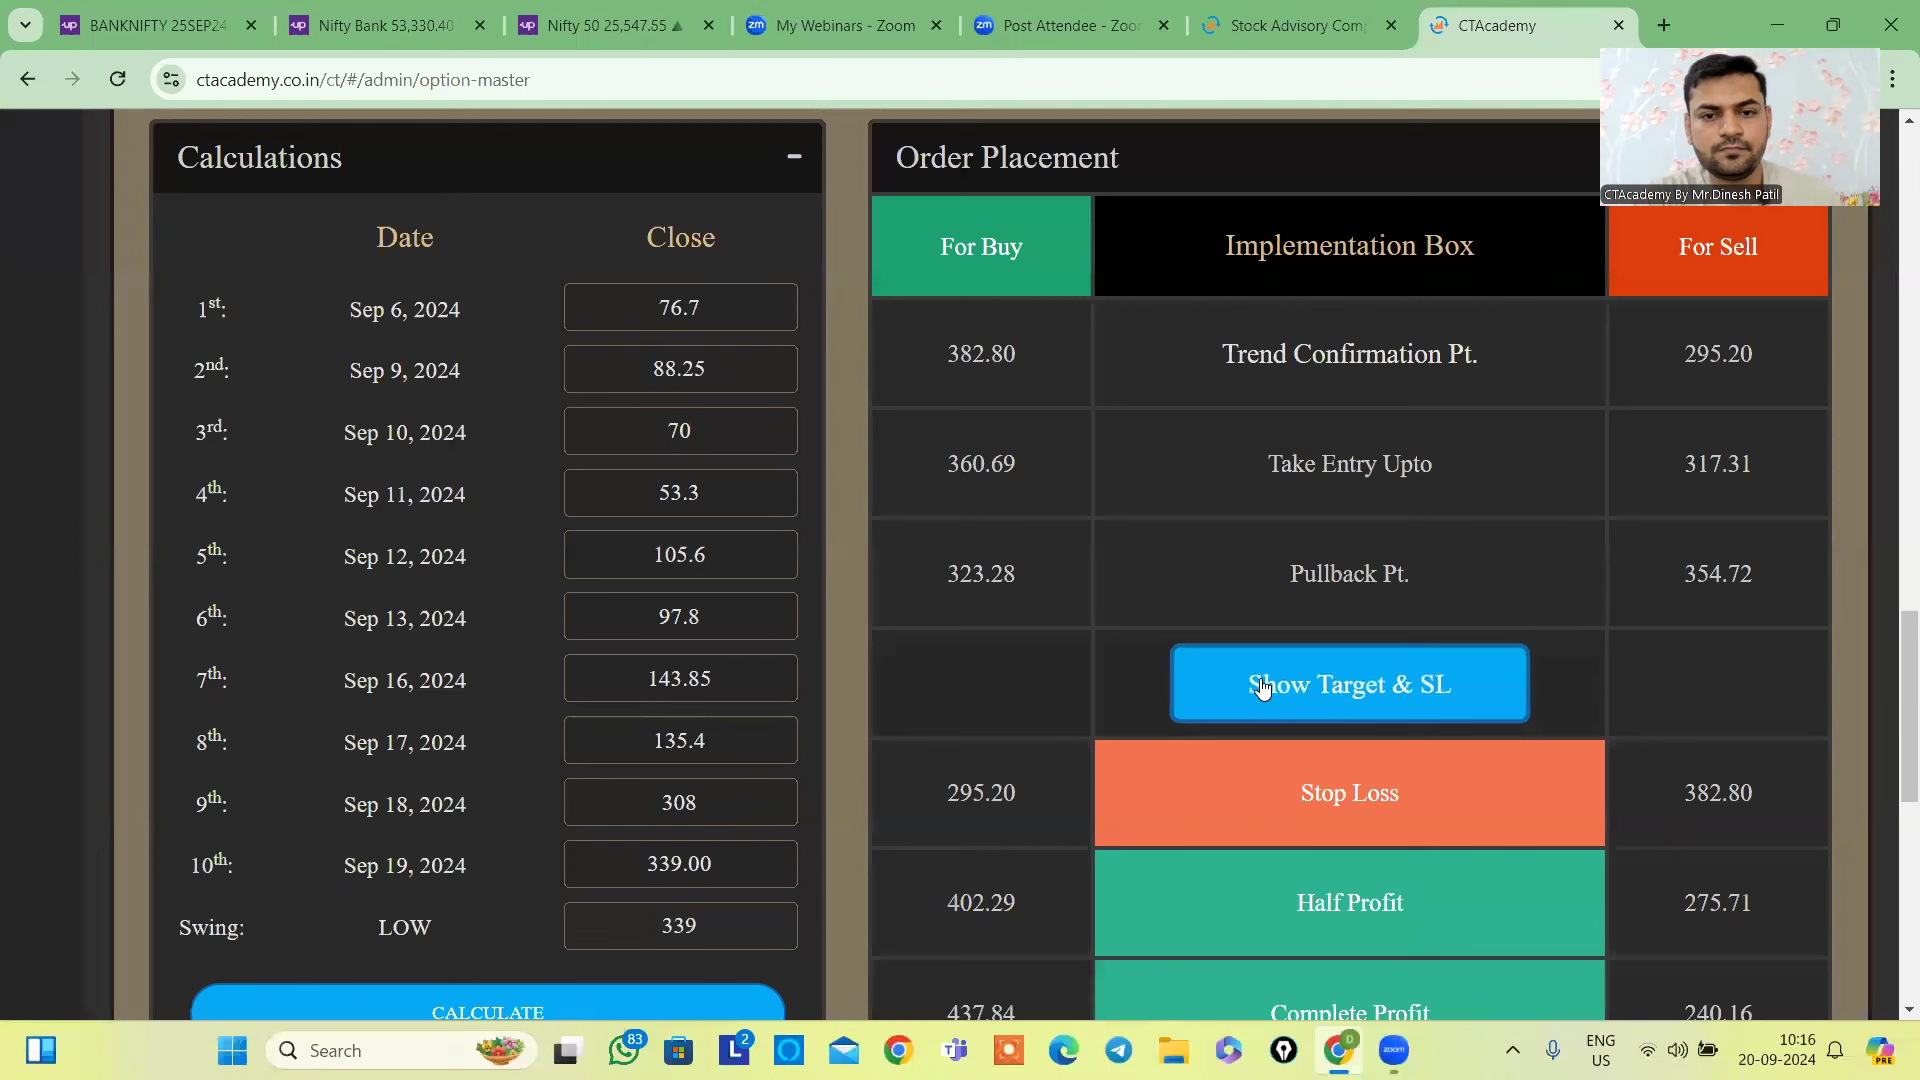 BANKNIFTY 25SEP24
Nifty Bank 53,330.40
Nifty 50 25,547.55 ▲
zm My Webinars - Zoom
zm Post Attendee - Zoo
Stock Advisory Com
CTAcademy
ctacademy.co.in/ct/#/admin/option-master
CTAcademy By Mr.Dinesh Patil
Calculations
Date Close
1st: Sep 6, 2024 76.7
2nd: Sep 9, 2024 88.25
3rd: Sep 10, 2024 70
4th: Sep 11, 2024 53.3
5th: Sep 12, 2024 105.6
6th: Sep 13, 2024 97.8
7th: Sep 16, 2024 143.85
8th: Sep 17, 2024 135.4
9th: Sep 18, 2024 308
10th: Sep 19, 2024 339.00
Swing: LOW 339
CALCULATE
Order Placement
For Buy Implementation Box For Sell
382.80 Trend Confirmation Pt. 295.20
360.69 Take Entry Upto 317.31
323.28 Pullback Pt. 354.72
Show Target & SL
295.20 Stop Loss 382.80
402.29 Half Profit 275.71
437.84 Complete Profit 240.16
Search
83
2
zoom
ENG
US
10:16
20-09-2024
PRE